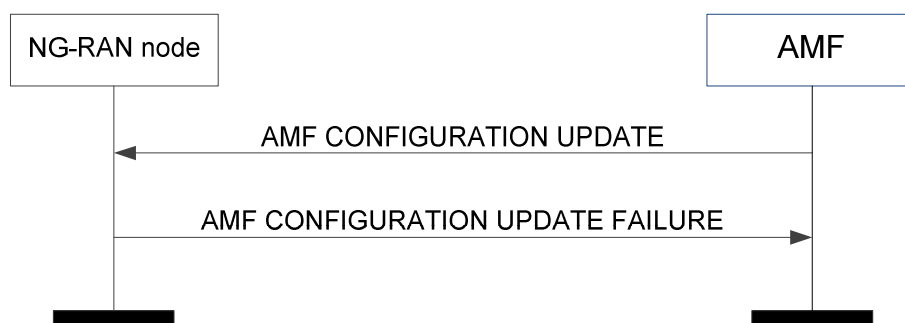 NG-RAN node
AMF
AMF CONFIGURATION UPDATE
AMF CONFIGURATION UPDATE FAILURE